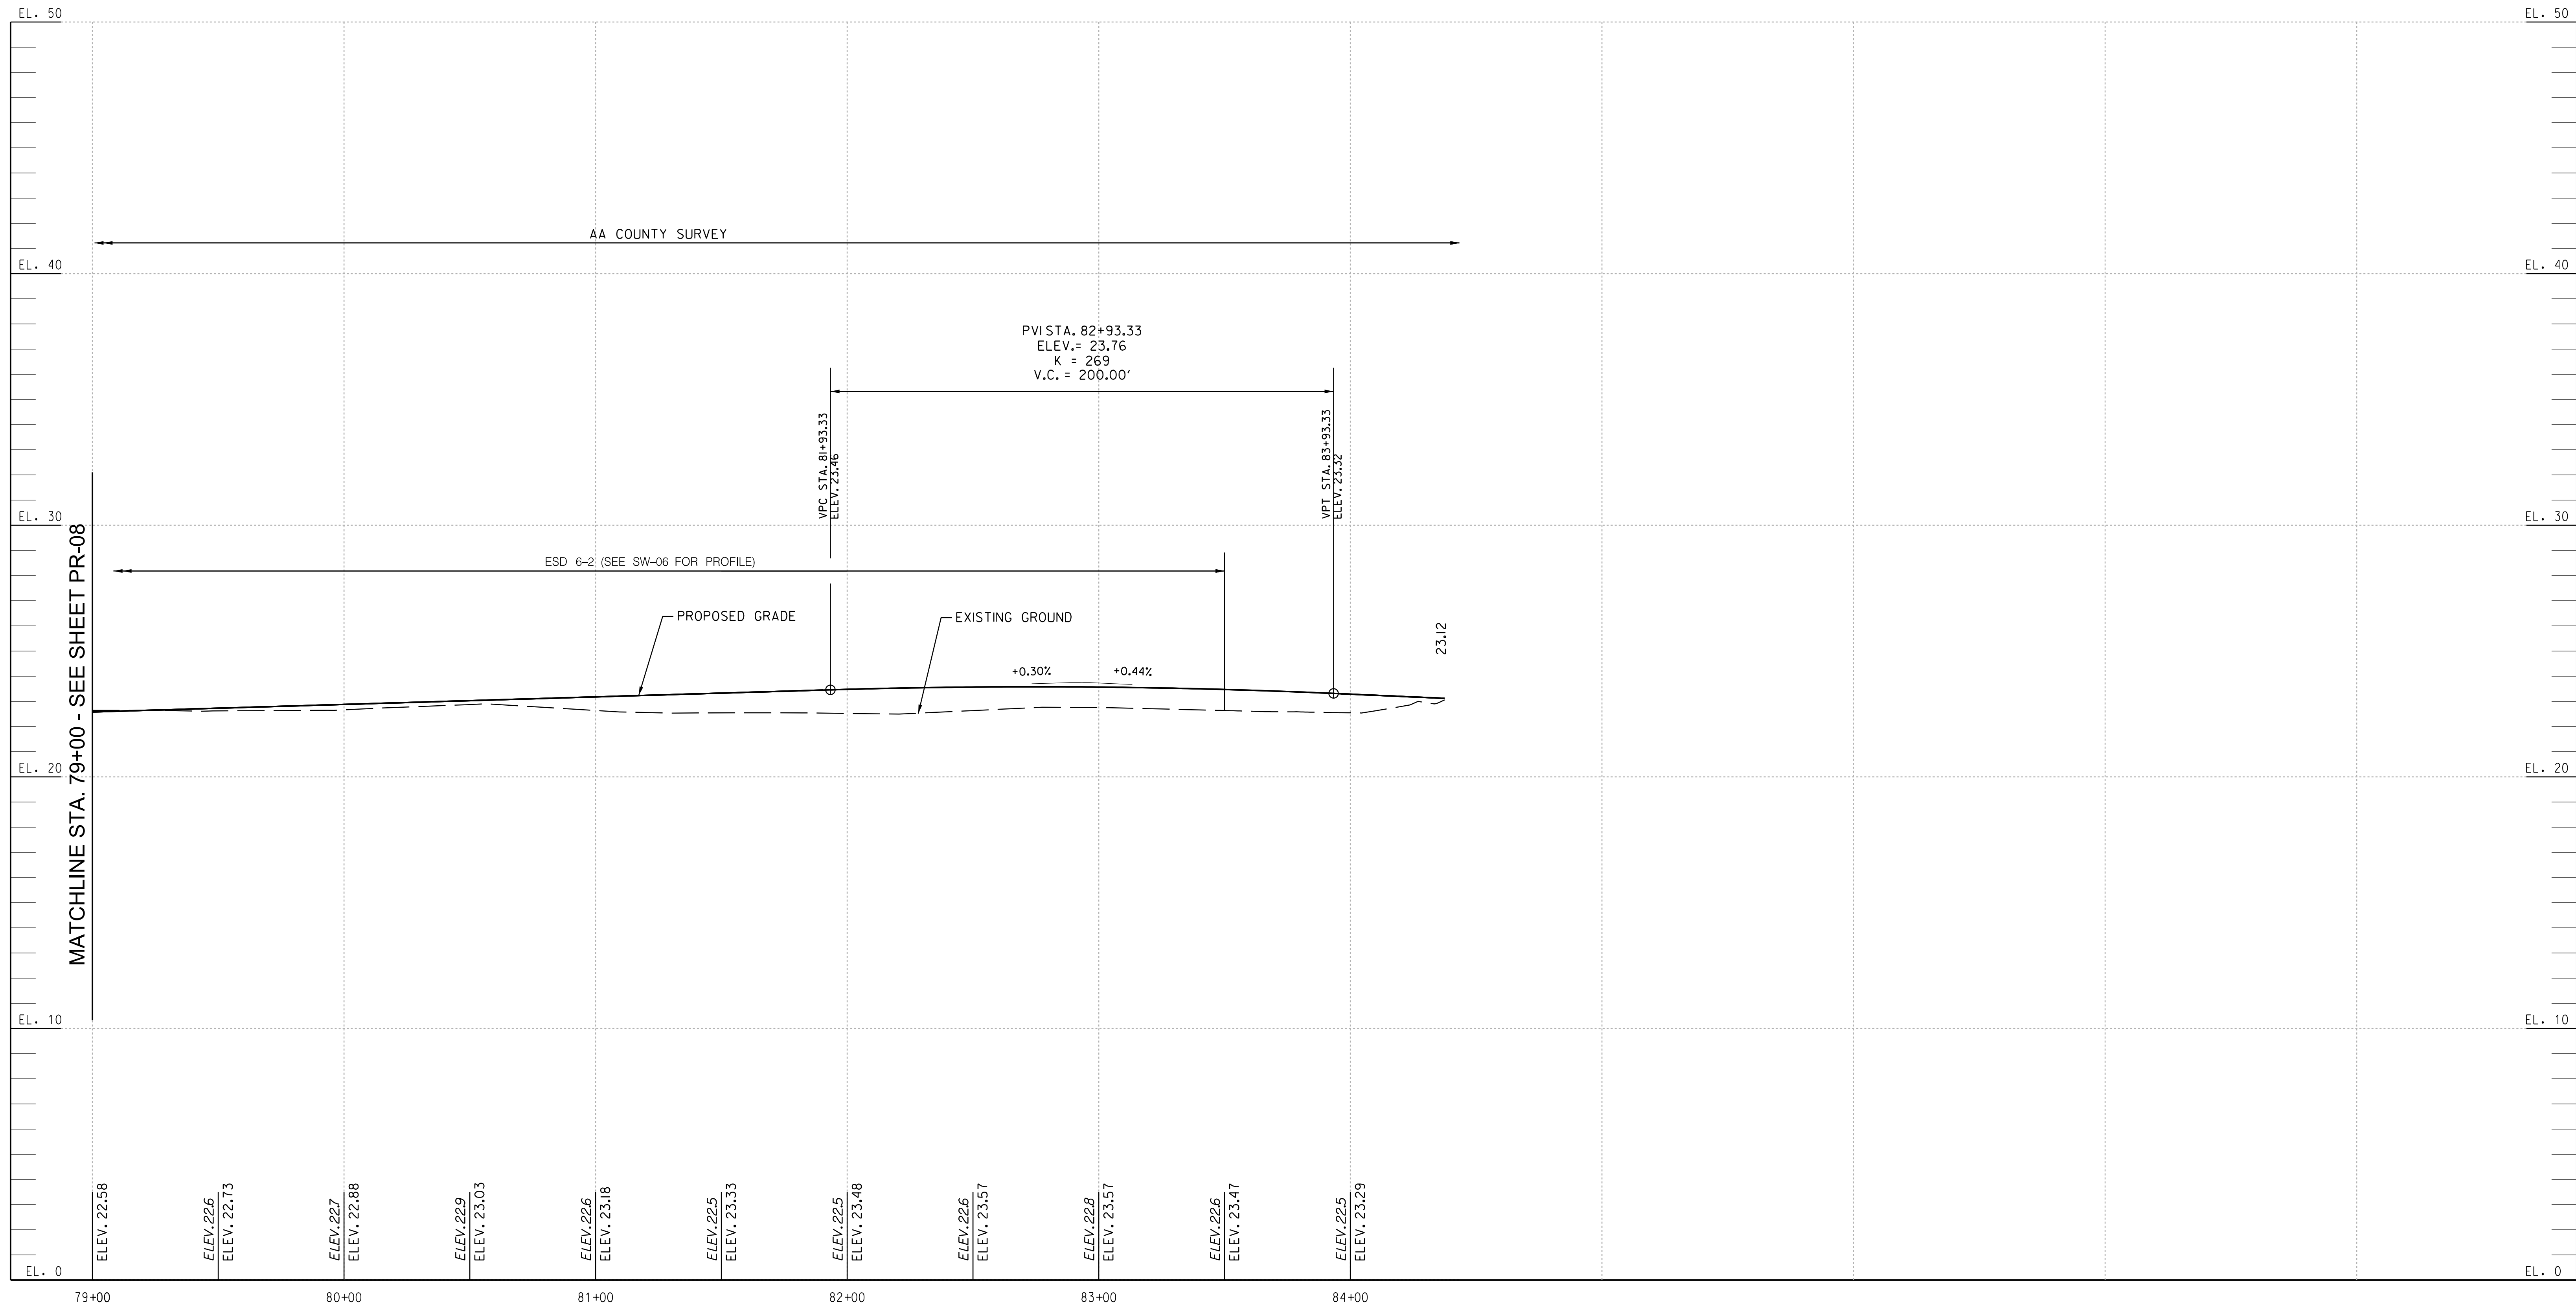 EL. 50
EL. 50
AA COUNTY SURVEY
EL. 40
EL. 40
PVI STA. 82+93.33
ELEV.= 23.76
K = 269
V.C. = 200.00'
VPC STA. 81+93.33
ELEV. 23.46
VPT STA. 83+93.33
ELEV. 23.32
EL. 30
EL. 30
MATCHLINE STA. 79+00 - SEE SHEET PR-08
ESD 6-2 (SEE SW-06 FOR PROFILE)
PROPOSED GRADE
EXISTING GROUND
23.12
+0.30%
+0.44%
EL. 20
EL. 20
EL. 10
EL. 10
ELEV. 22.58
ELEV. 22.6
ELEV. 22.73
ELEV. 22.7
ELEV. 22.88
ELEV. 22.9
ELEV. 23.03
ELEV. 22.6
ELEV. 23.18
ELEV. 22.5
ELEV. 23.33
ELEV. 22.5
ELEV. 23.48
ELEV. 22.6
ELEV. 23.57
ELEV. 22.8
ELEV. 23.57
ELEV. 22.6
ELEV. 23.47
ELEV. 22.5
ELEV. 23.29
EL. 0
EL. 0
79+00
80+00
81+00
82+00
83+00
84+00